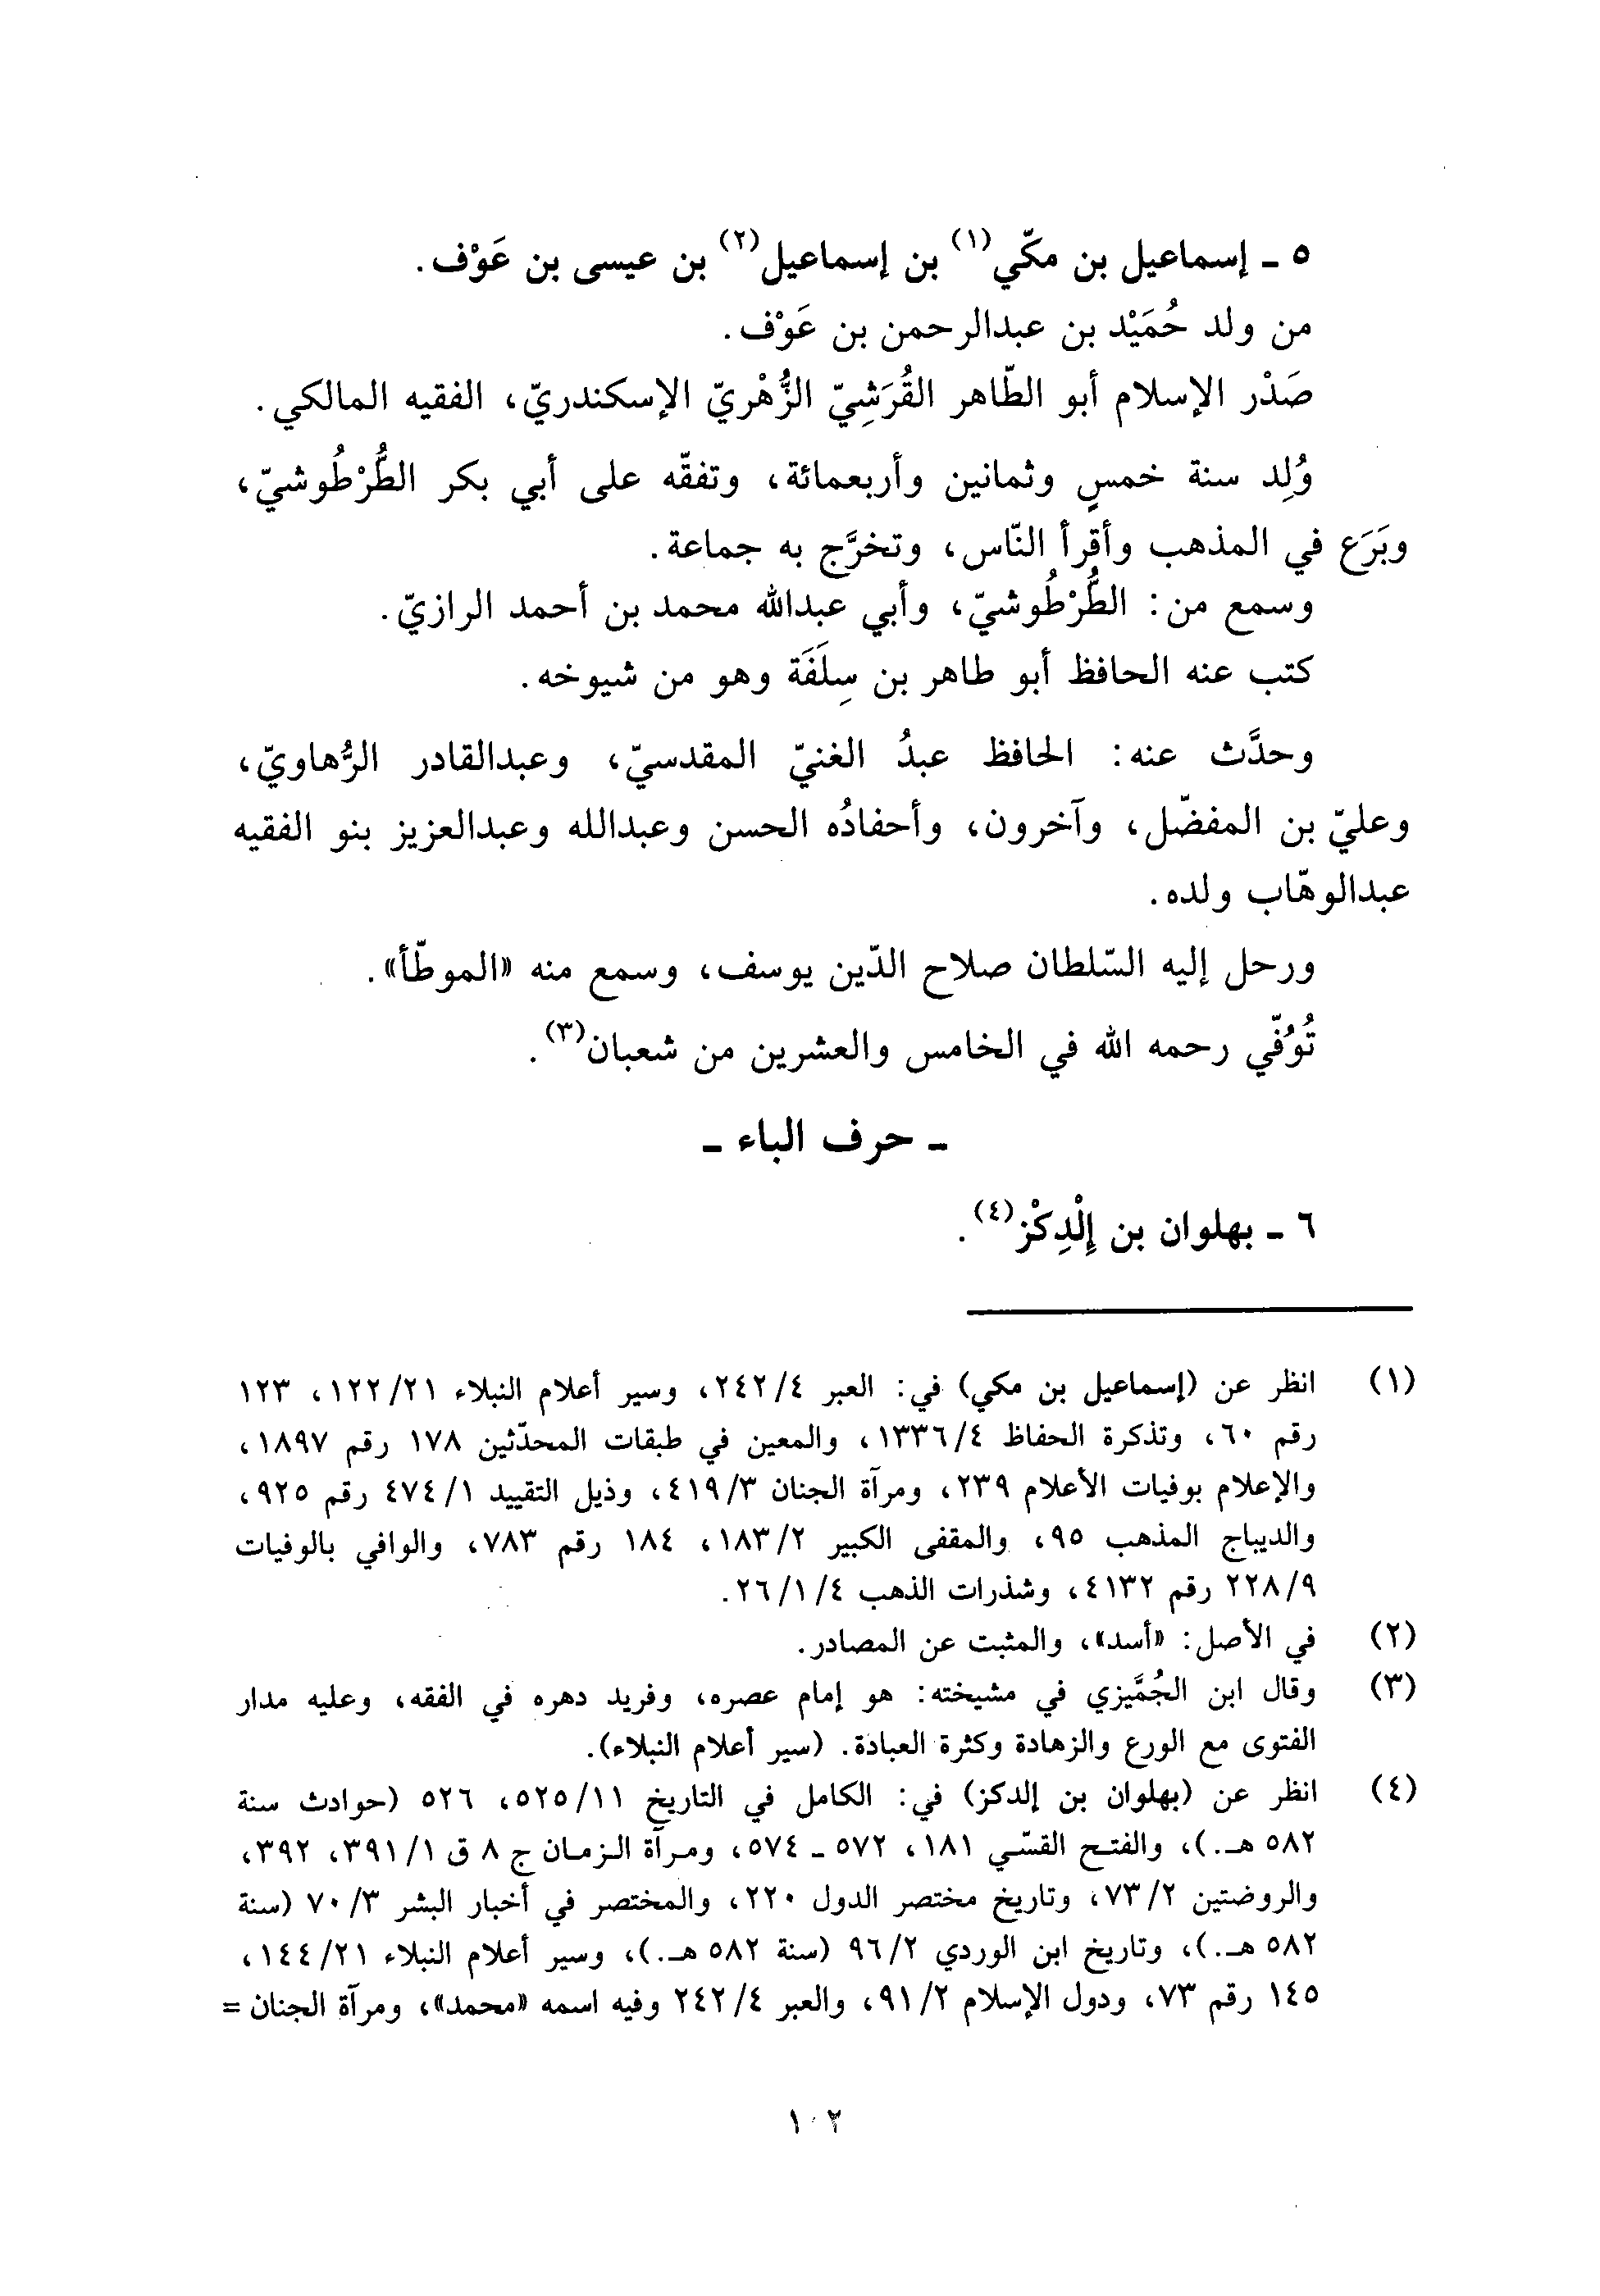 ٥ ـ إسماعيل بن مكّي(١) بن إسماعيل(٢) بن عيسى بن عَوْف.
من ولد حُمَيْد بن عبدالرحمن بن عَوْف.
صَدْر الإسلام أبو الطّاهر القُرَشِيّ الزُّهْريّ الإسكندريّ، الفقيه المالكي.
وُلِد سنة خمسٍ وثمانين وأربعمائة، وتفقّه على أبي بكر الطُّرْطُوشيّ،
وبَرَع في المذهب وأقرأ النّاس، وتخرَّج به جماعة.
وسمع من: الطُّرْطُوشيّ، وأبي عبدالله محمد بن أحمد الرازيّ.
كتب عنه الحافظ أبو طاهر بن سِلَفَة وهو من شيوخه.
وحدَّث عنه: الحافظ عبدُ الغنيّ المقدسيّ، وعبدالقادر الرُّهاويّ،
وعليّ بن المفضّل، وآخرون، وأحفادُه الحسن وعبدالله وعبدالعزيز بنو الفقيه
عبدالوهّاب ولده.
ورحل إليه السّلطان صلاح الدّين يوسف، وسمع منه «الموطّأ».
تُوُفّي رحمه الله في الخامس والعشرين من شعبان(٣).
ـ حرف الباء ـ
٦ ـ بهلوان بن إِلْدِكْز(٤).
(١) انظر عن (إسماعيل بن مكي) في: العبر ٢٤٢/٤، وسير أعلام النبلاء ١٢٢/٢١، ١٢٣
رقم ٦٠، وتذكرة الحفاظ ١٣٣٦/٤، والمعين في طبقات المحدّثين ١٧٨ رقم ١٨٩٧،
والإعلام بوفيات الأعلام ٢٣٩، ومرآة الجنان ٤١٩/٣، وذيل التقييد ٤٧٤/١ رقم ٩٢٥،
والديباج المذهب ٩٥، والمقفى الكبير ١٨٣/٢، ١٨٤ رقم ٧٨٣، والوافي بالوفيات
٢٢٨/٩ رقم ٤١٣٢، وشذرات الذهب ٢٦/١/٤.
(٢) في الأصل: «أسد»، والمثبت عن المصادر.
(٣) وقال ابن الجُمَّيزي في مشيخته: هو إمام عصره، وفريد دهره في الفقه، وعليه مدار
الفتوى مع الورع والزهادة وكثرة العبادة. (سير أعلام النبلاء).
(٤) انظر عن (بهلوان بن إلدكز) في: الكامل في التاريخ ٥٢٥/١١، ٥٢٦ (حوادث سنة
٥٨٢ هـ.)، والفتح القسّي ١٨١، ٥٧٢ ـ ٥٧٤، ومرآة الزمان ج ٨ ق ٣٩١/١، ٣٩٢،
والروضتين ٧٣/٢، وتاريخ مختصر الدول ٢٢٠، والمختصر في أخبار البشر ٧٠/٣ (سنة
٥٨٢ هـ.)، وتاريخ ابن الوردي ٩٦/٢ (سنة ٥٨٢ هـ.)، وسير أعلام النبلاء ١٤٤/٢١،
١٤٥ رقم ٧٣، ودول الإسلام ٩١/٢، والعبر ٢٤٢/٤ وفيه اسمه «محمد»، ومرآة الجنان =
١٠٢